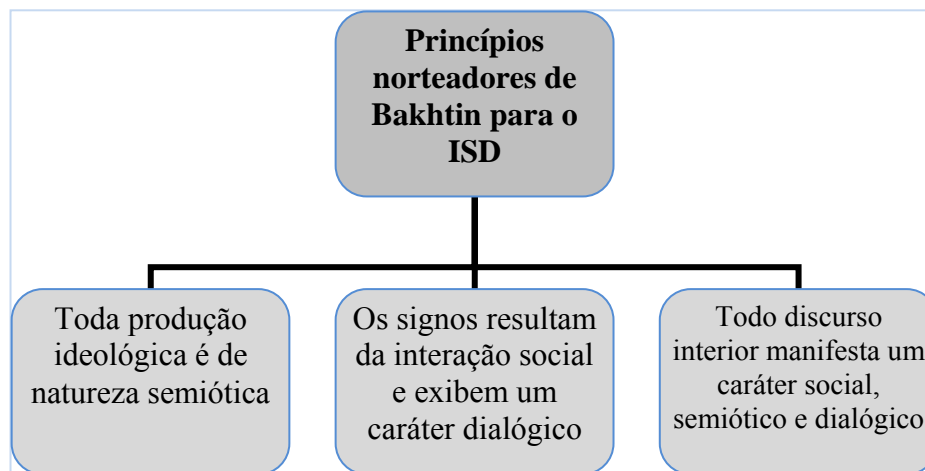 Princípios
norteadores de
Bakhtin para o
ISD
Toda produção
ideológica é de
natureza semiótica
Os signos resultam
da interação social
e exibem um
caráter dialógico
Todo discurso
interior manifesta um
caráter social,
semiótico e dialógico